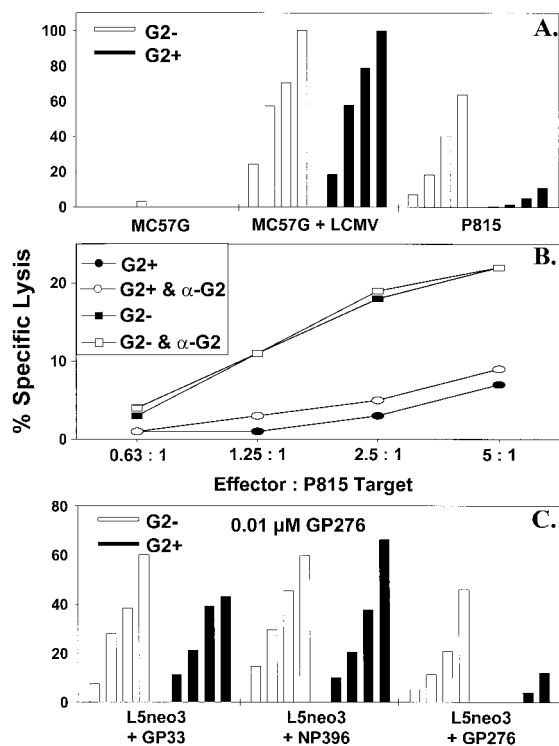 A.
G2-
G2+
100
80
60
40
20
0
MC57G
MC57G + LCMV
P815
B.
G2+
G2+ & α-G2
G2-
G2- & α-G2
20
10
0
0.63 : 1
1.25 : 1
2.5 : 1
5 : 1
Effector : P815 Target
% Specific Lysis
C.
G2-
G2+
0.01 µM GP276
80
60
40
20
0
L5neo3
+ GP33
L5neo3
+ NP396
L5neo3
+ GP276